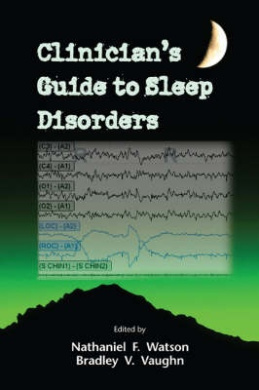 Clinician's
Guide to Sleep
Disorders
(C3) - (A2)
(C4) - (A1)
(O1) - (A2)
(O2) - (A1)
(LOC) - (A2)
(ROC) - (A1)
(S CHIN1) - (S CHIN2)
Edited by
Nathaniel F. Watson
Bradley V. Vaughn